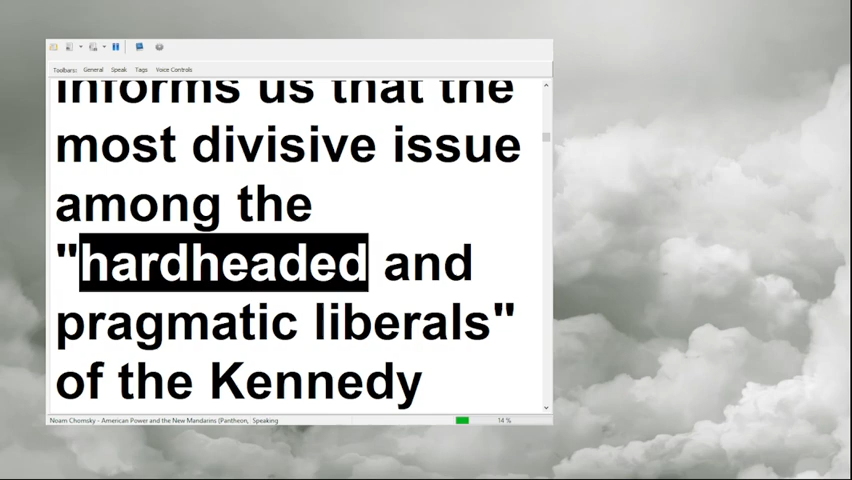 Toolbars: General Speak Tags Voice Controls
informs us that the
most divisive issue
among the
"hardheaded and
pragmatic liberals"
of the Kennedy
Noam Chomsky - American Power and the New Mandarins (Pantheon, Speaking 14 %